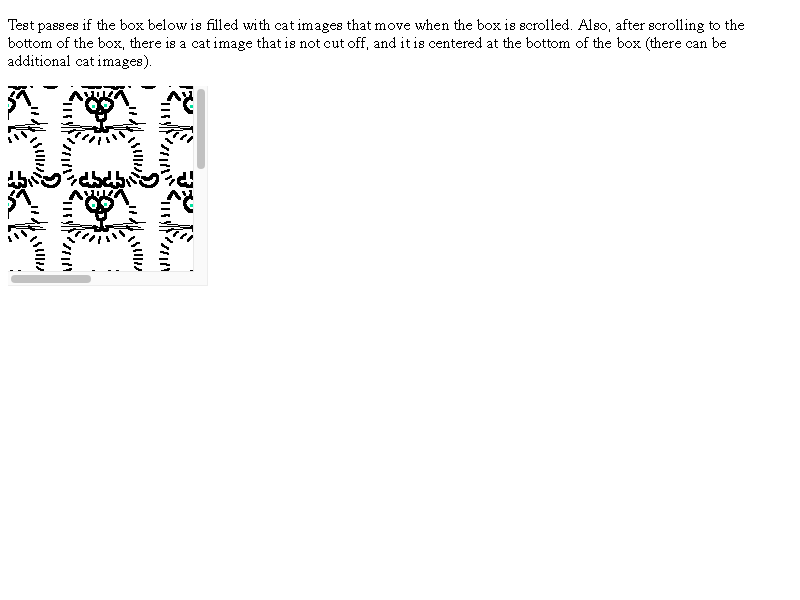 Test passes if the box below is filled with cat images that move when the box is scrolled. Also, after scrolling to the
bottom of the box, there is a cat image that is not cut off, and it is centered at the bottom of the box (there can be
additional cat images).